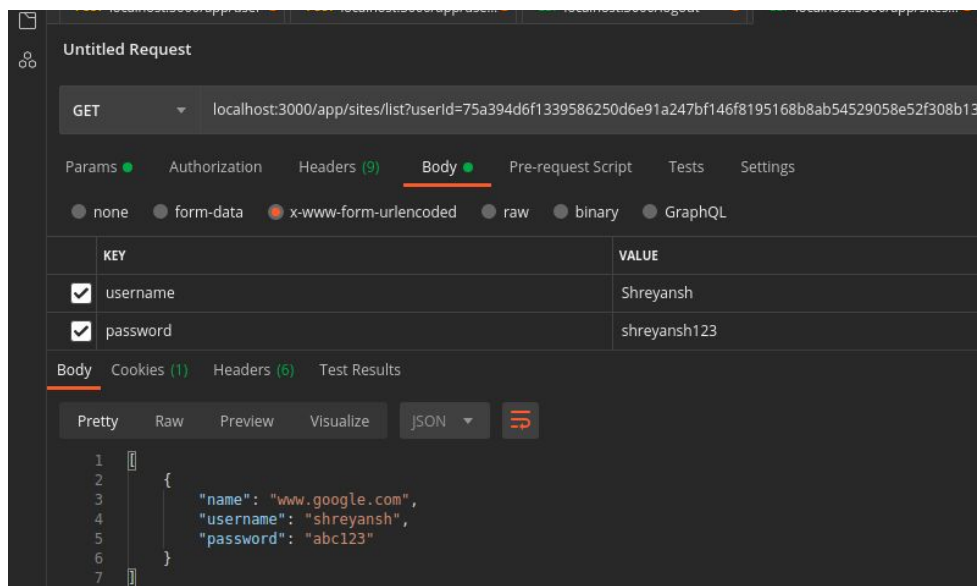 Untitled Request
GET localhost:3000/app/sites/list?userId=75a394d6f1339586250d6e91a247bf146f8195168b8ab54529058e52f308b13
Params Authorization Headers (9) Body Pre-request Script Tests Settings
none form-data x-www-form-urlencoded raw binary GraphQL
KEY VALUE
username Shreyansh
password shreyansh123
Body Cookies (1) Headers (6) Test Results
Pretty Raw Preview Visualize JSON
1 [
2 {
3 "name": "www.google.com",
4 "username": "shreyansh",
5 "password": "abc123"
6 }
7 ]